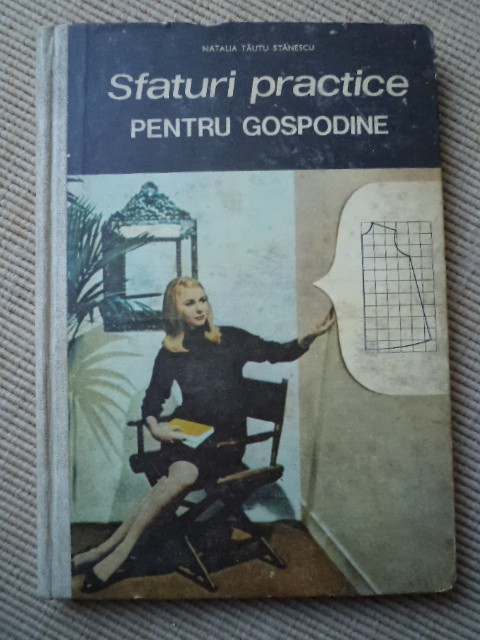 NATALIA TĂUTU STĂNESCU
Sfaturi practice
PENTRU GOSPODINE